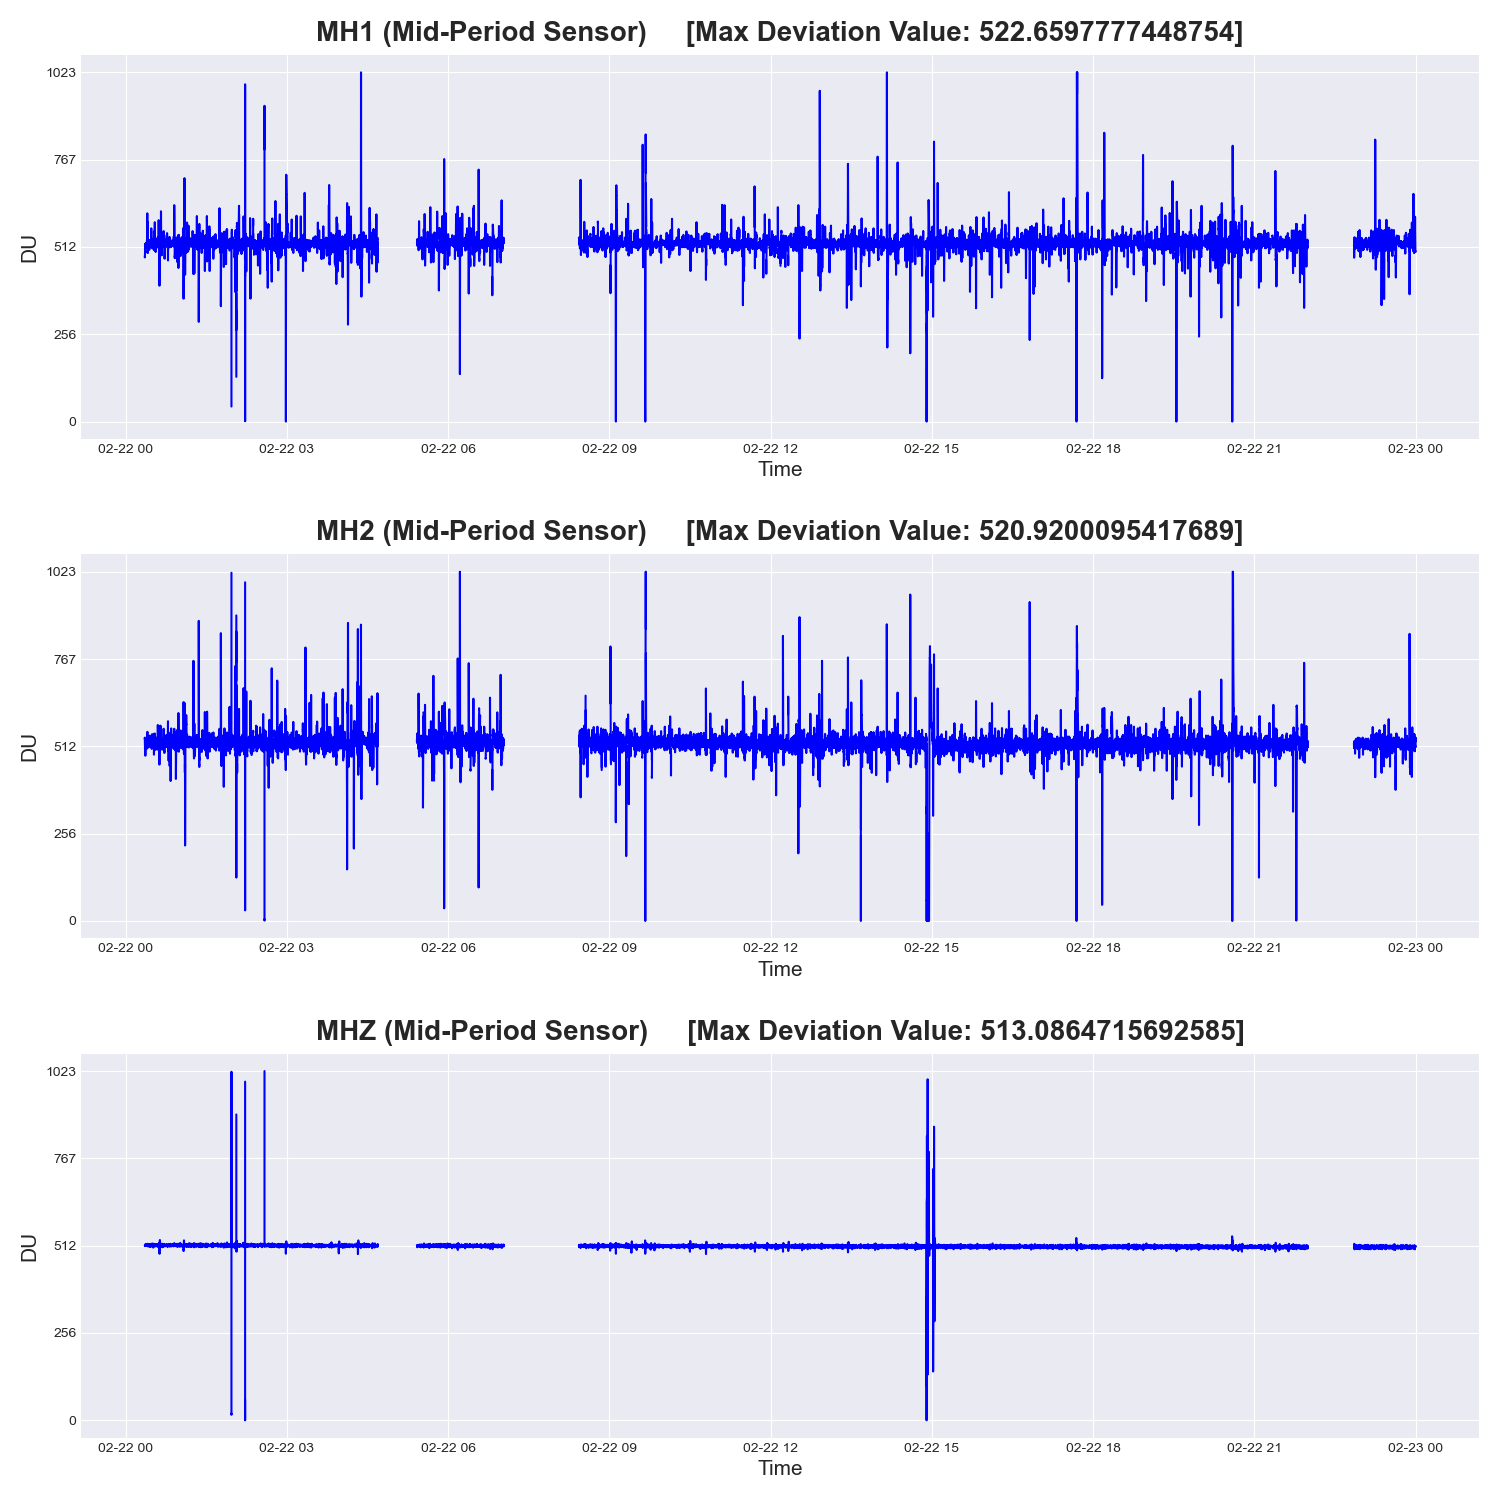 MH1 (Mid-Period Sensor) [Max Deviation Value: 522.6597777448754]
1023
767
512
256
0
DU
02-22 00 02-22 03 02-22 06 02-22 09 02-22 12 02-22 15 02-22 18 02-22 21 02-23 00
Time
MH2 (Mid-Period Sensor) [Max Deviation Value: 520.9200095417689]
1023
767
512
256
0
DU
02-22 00 02-22 03 02-22 06 02-22 09 02-22 12 02-22 15 02-22 18 02-22 21 02-23 00
Time
MHZ (Mid-Period Sensor) [Max Deviation Value: 513.0864715692585]
1023
767
512
256
0
DU
02-22 00 02-22 03 02-22 06 02-22 09 02-22 12 02-22 15 02-22 18 02-22 21 02-23 00
Time